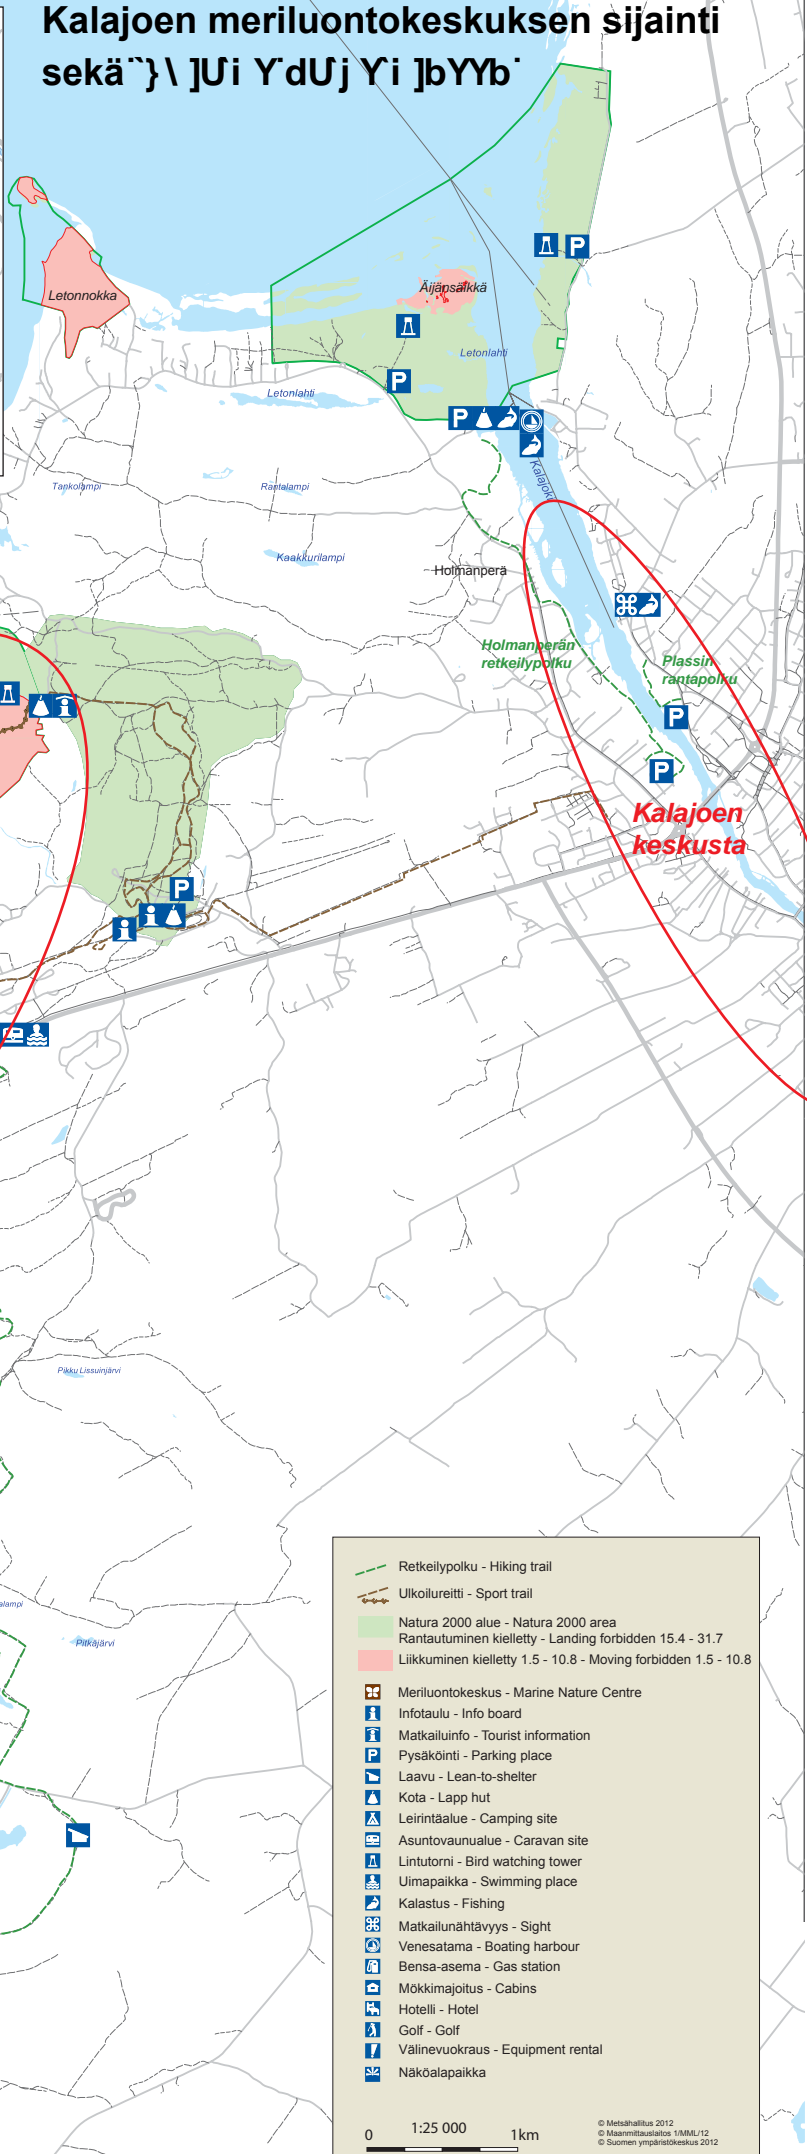 Kalajoen meriluontokeskuksen sijainti
sekä
Letonnokka
Äijänsäikkä
Letonlahti
Letonlahti
P
P
P
Tankolampi
Rantalampi
Kalajoki
Kaakkurilampi
Holmanperä
Holmanperän
retkeilypolku
Plassin
rantapolku
P
P
Kalajoen
keskusta
P
Pikku Lissuinjärvi
alampi
Pitkäjärvi
Retkeilypolku - Hiking trail
Ulkoilureitti - Sport trail
Natura 2000 alue - Natura 2000 area
Rantautuminen kielletty - Landing forbidden 15.4 - 31.7
Liikkuminen kielletty 1.5 - 10.8 - Moving forbidden 1.5 - 10.8
Meriluontokeskus - Marine Nature Centre
Infotaulu - Info board
Matkailuinfo - Tourist information
P Pysäköinti - Parking place
Laavu - Lean-to-shelter
Kota - Lapp hut
Leirintäalue - Camping site
Asuntovaunualue - Caravan site
Lintutorni - Bird watching tower
Uimapaikka - Swimming place
Kalastus - Fishing
Matkailunähtävyys - Sight
Venesatama - Boating harbour
Bensa-asema - Gas station
Mökkimajoitus - Cabins
Hotelli - Hotel
Golf - Golf
Välinevuokraus - Equipment rental
Näköalapaikka
0 1:25 000 1km
© Metsähallitus 2012
© Maanmittauslaitos 1/MML/12
© Suomen ympäristökeskus 2012